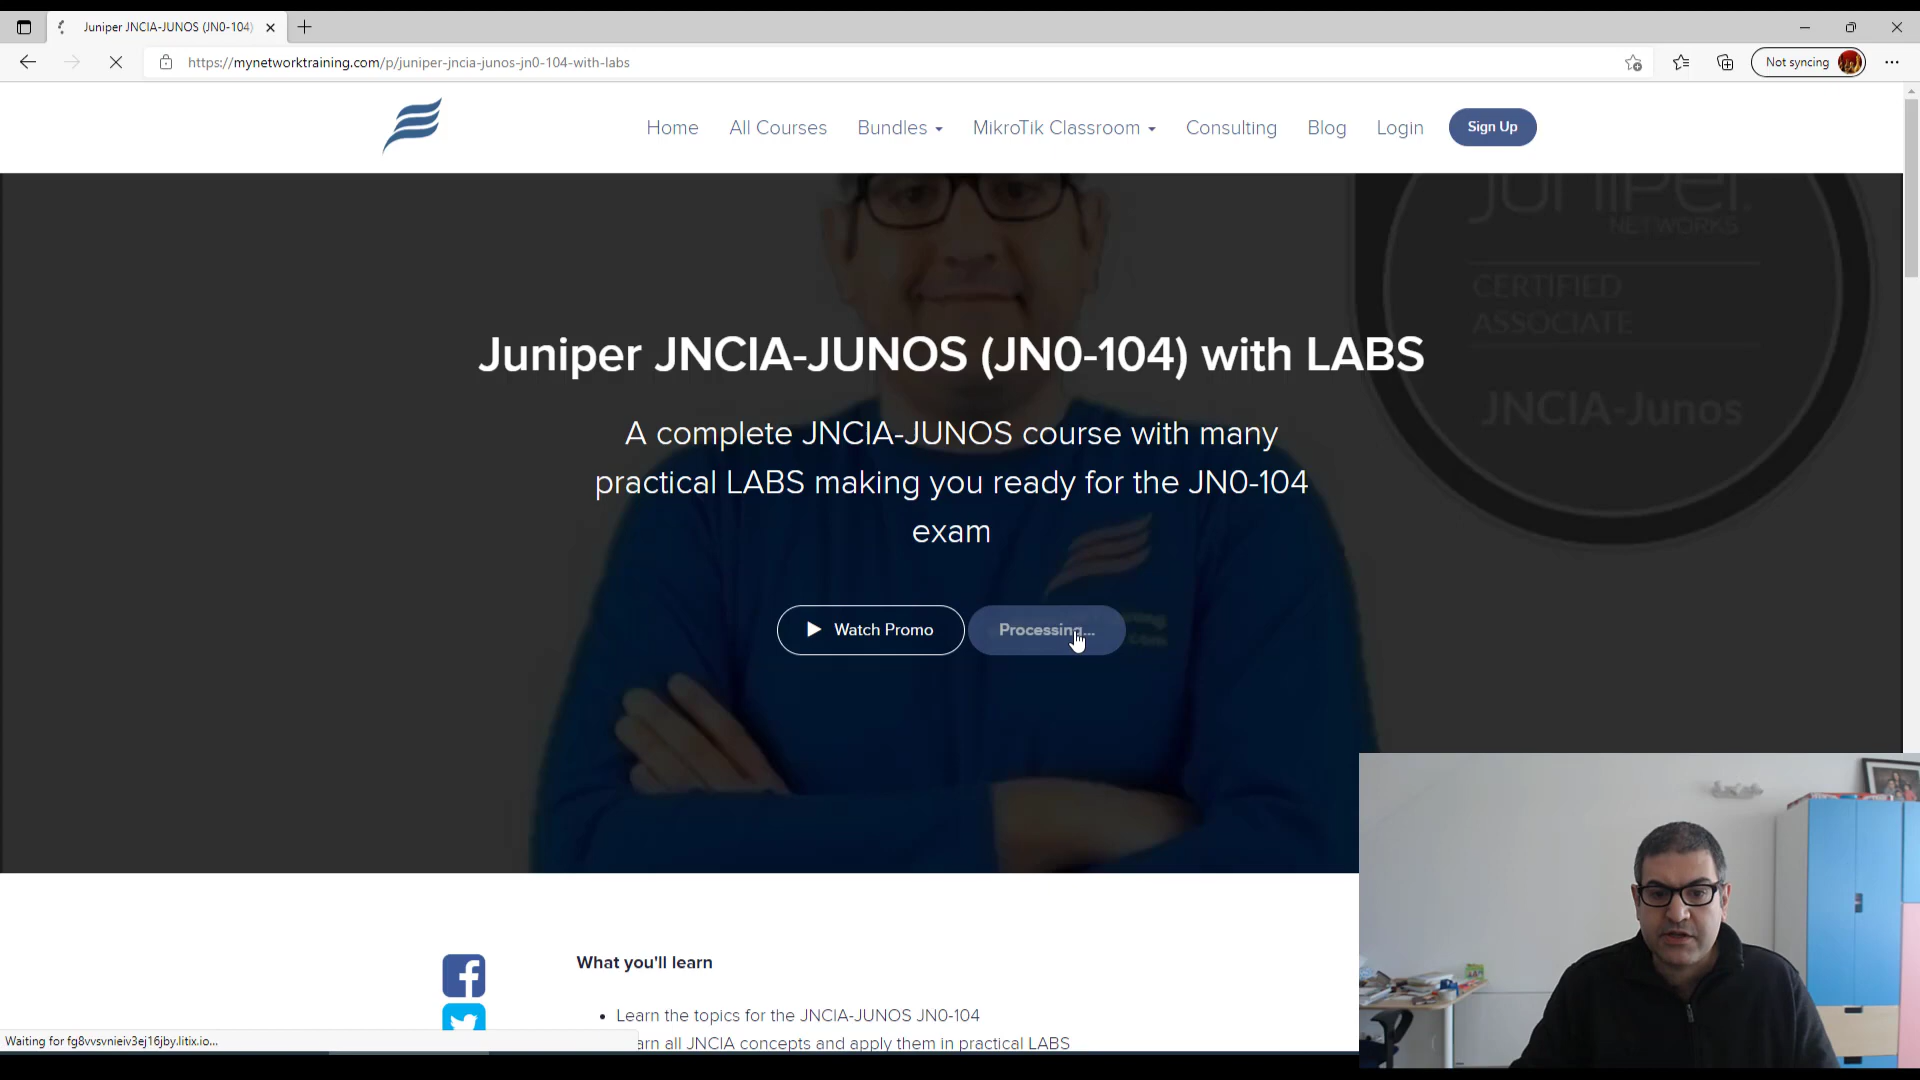 Juniper JNCIA-JUNOS (JN0-104)
https://mynetworktraining.com/p/juniper-jncia-junos-jn0-104-with-labs
Not syncing
Home
All Courses
Bundles
MikroTik Classroom
Consulting
Blog
Login
Sign Up
Juniper
NETWORKS
CERTIFIED
ASSOCIATE
JNCIA-Junos
Juniper JNCIA-JUNOS (JN0-104) with LABS
A complete JNCIA-JUNOS course with many
practical LABS making you ready for the JN0-104
exam
Watch Promo
Processing...
What you'll learn
Learn the topics for the JNCIA-JUNOS JN0-104
arn all JNCIA concepts and apply them in practical LABS
Waiting for fg8vvsvnieiv3ej16jby.litix.io...